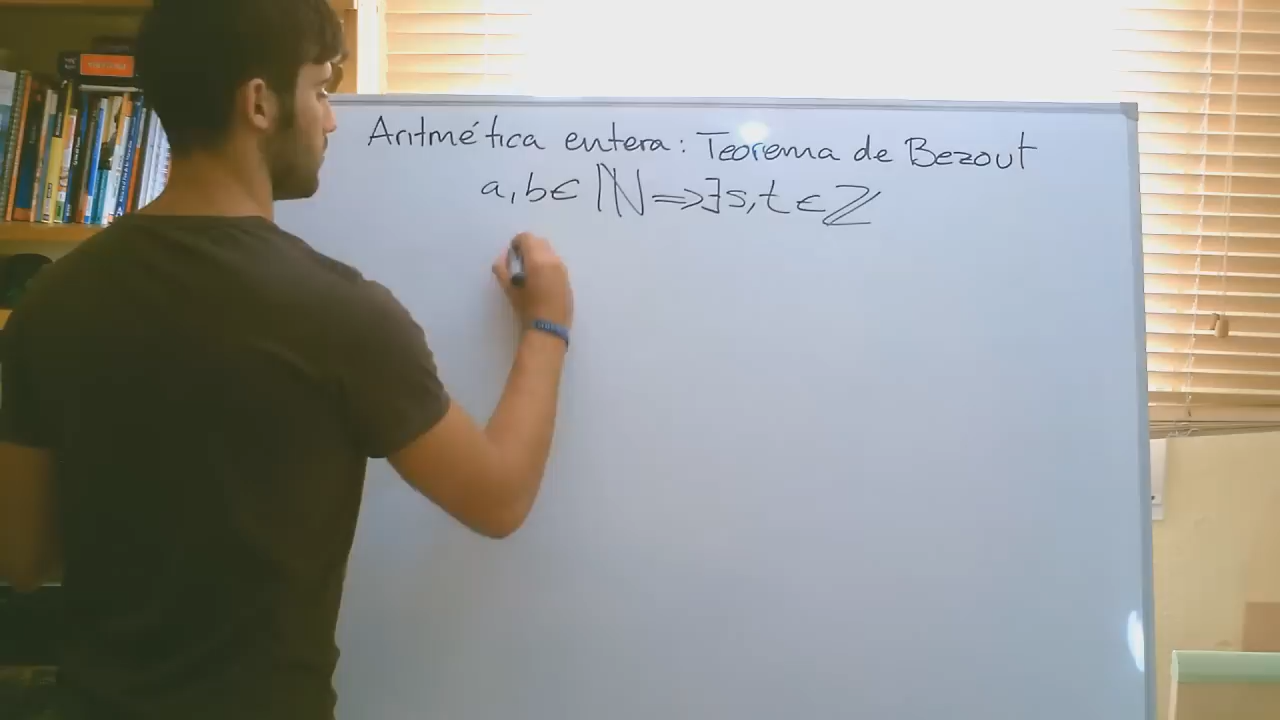 Aritmética entera: Teorema de Bezout
a, b ∈ ℕ ⇒ ∃ s, t ∈ ℤ